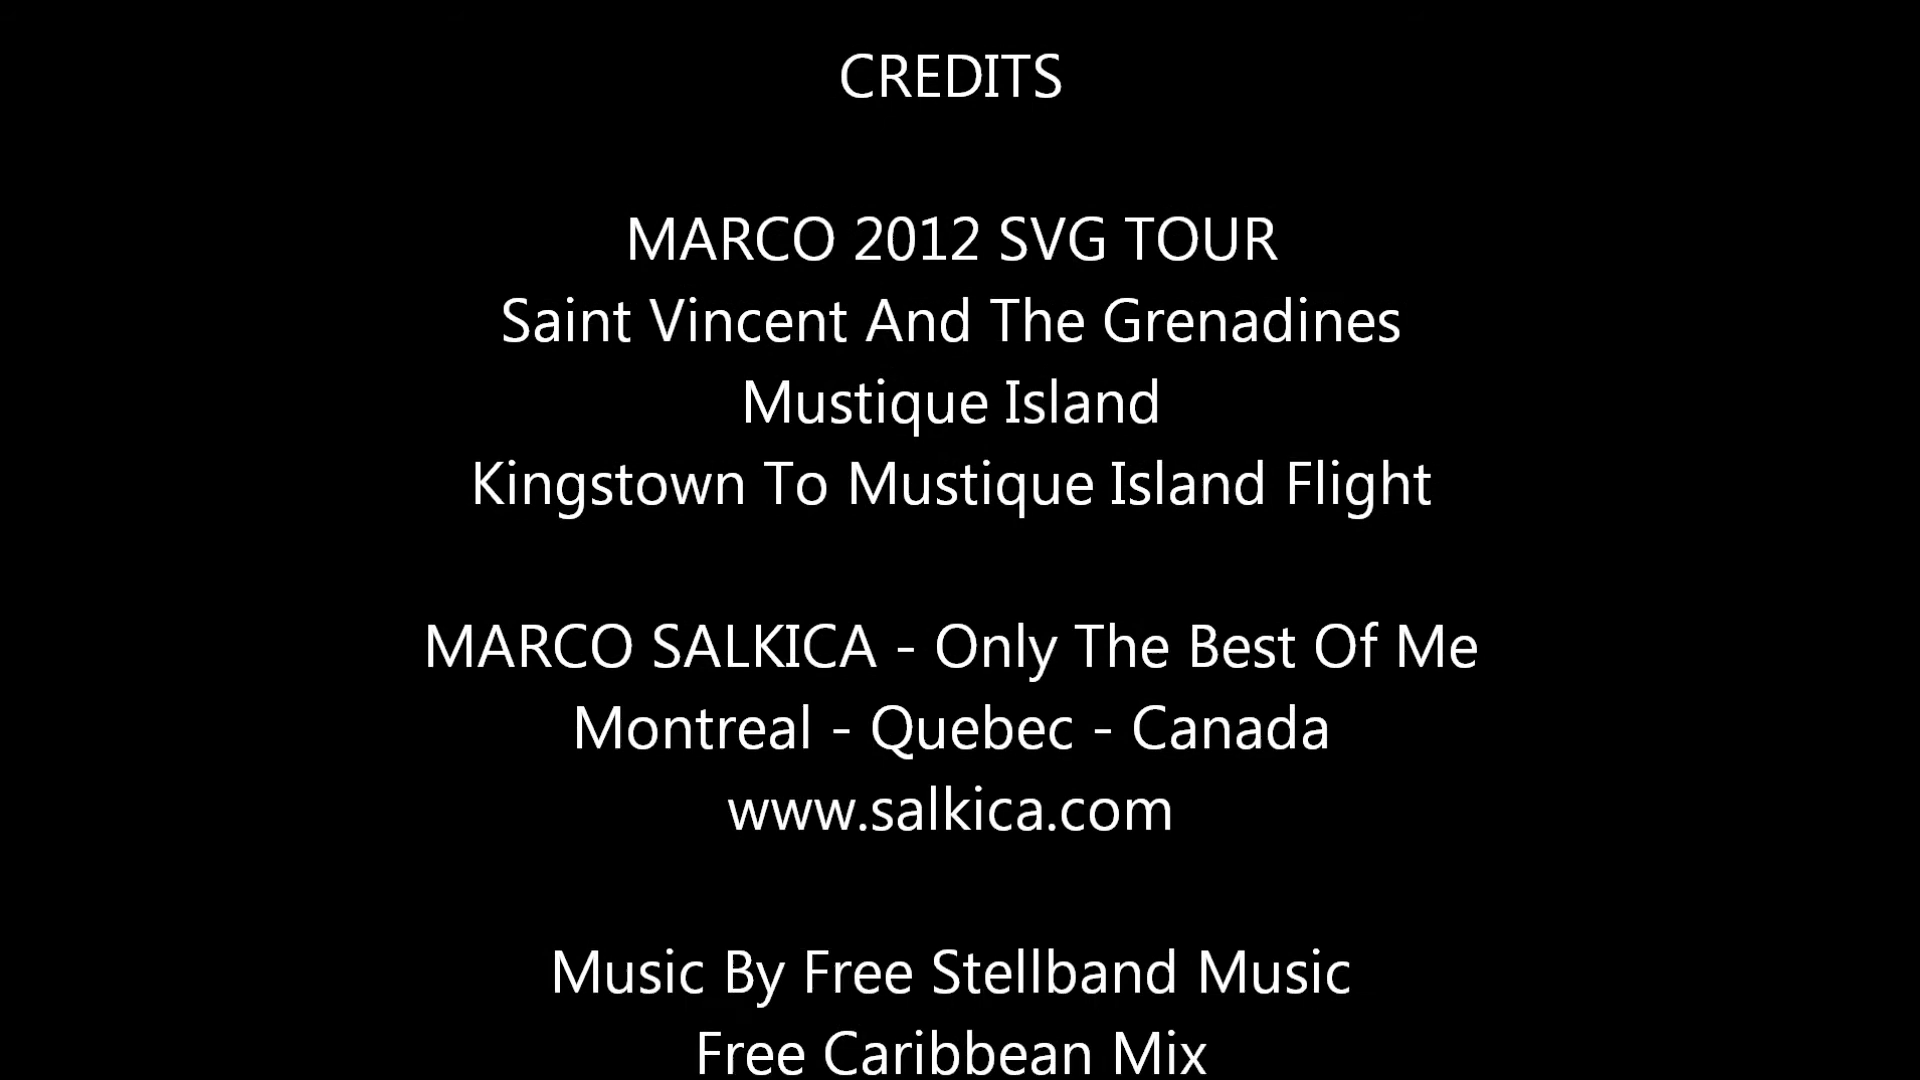 CREDITS
MARCO 2012 SVG TOUR
Saint Vincent And The Grenadines
Mustique Island
Kingstown To Mustique Island Flight
MARCO SALKICA - Only The Best Of Me
Montreal - Quebec - Canada
www.salkica.com
Music By Free Stellband Music
Free Caribbean Mix